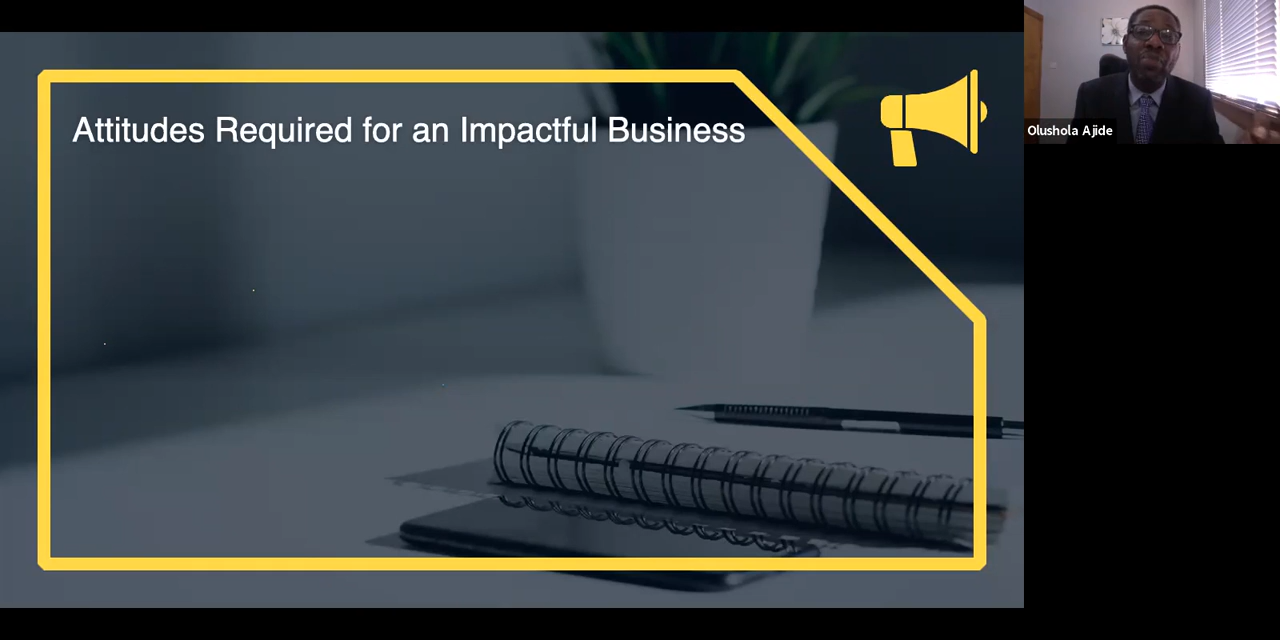 Attitudes Required for an Impactful Business
Olushola Ajide